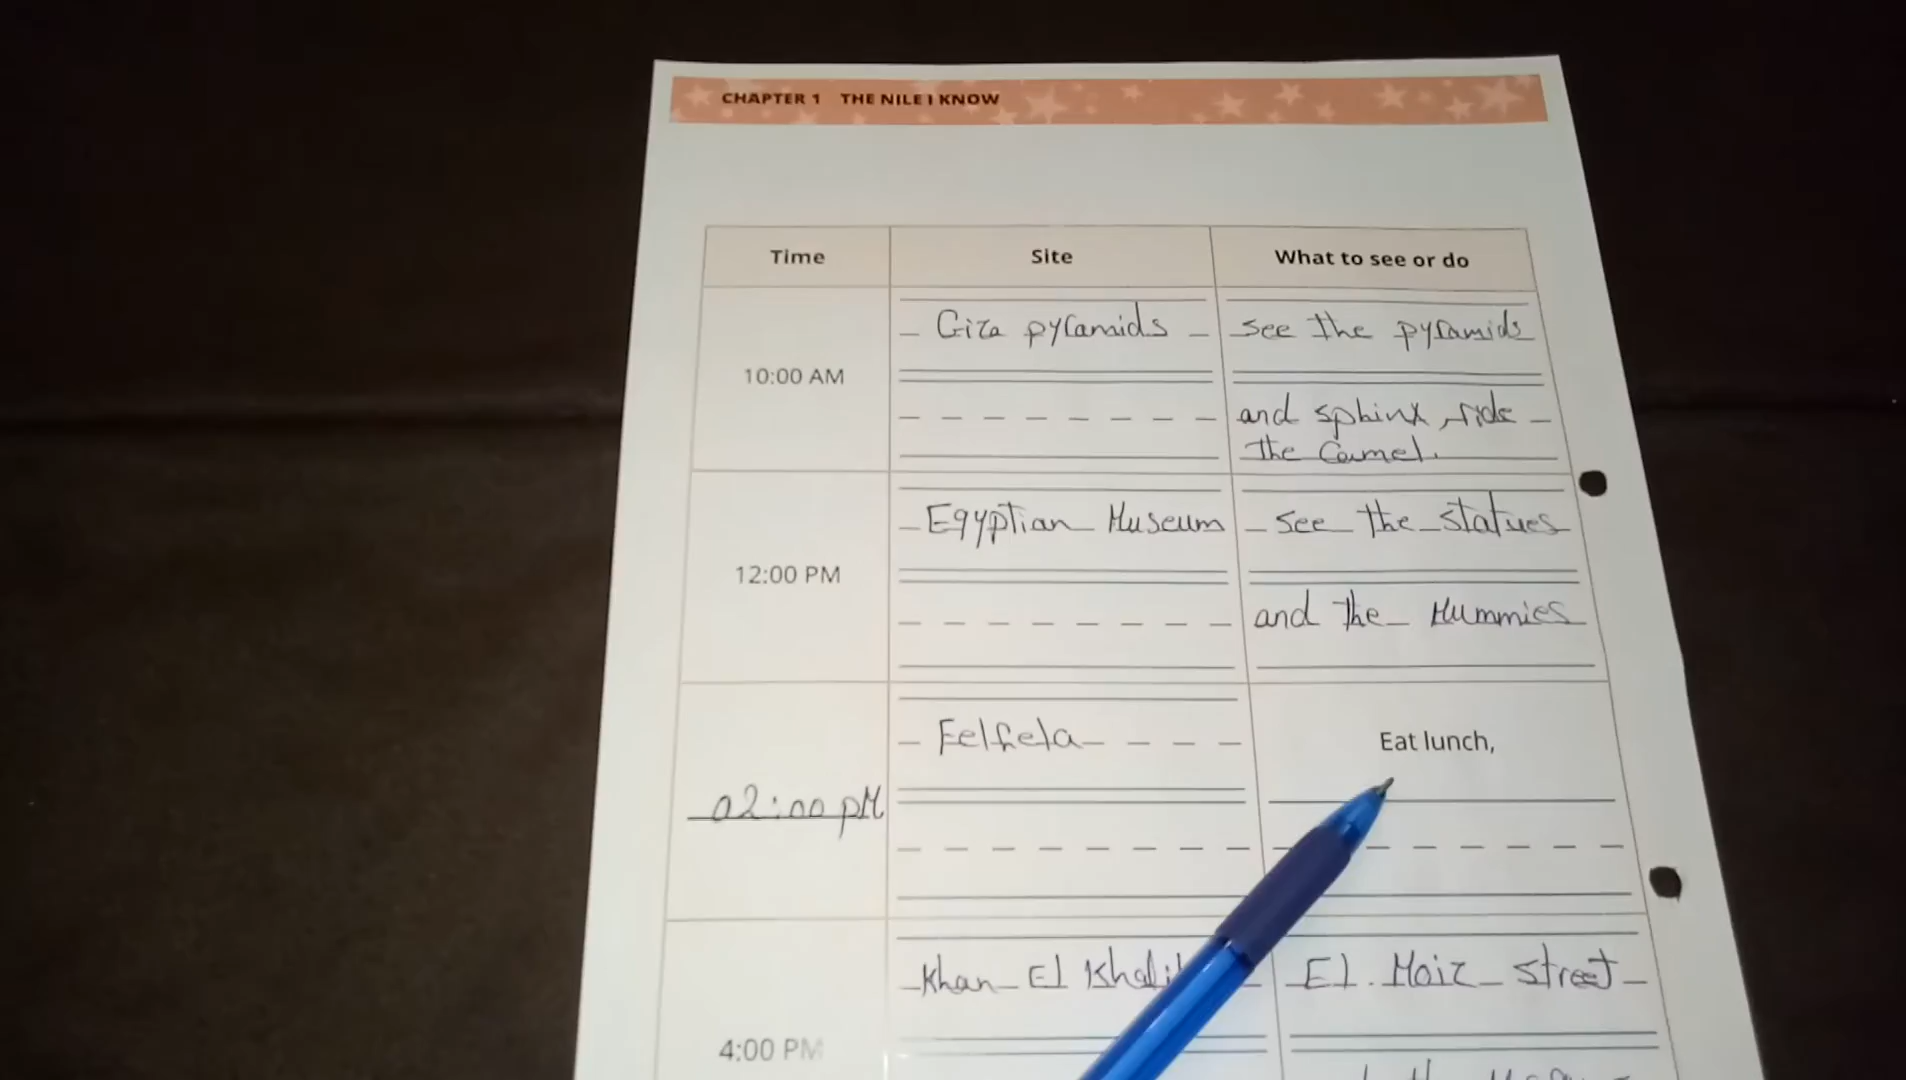 CHAPTER 1 THE NILE I KNOW
Time Site What to see or do
10:00 AM
Giza pyramids
see the pyramids
and sphinx, ride
the Camel.
12:00 PM
Egyptian Museum
see the statues
and the Mummies
02:00 pM
Felfela
Eat lunch,
4:00 PM
Khan El
El. Moiz street